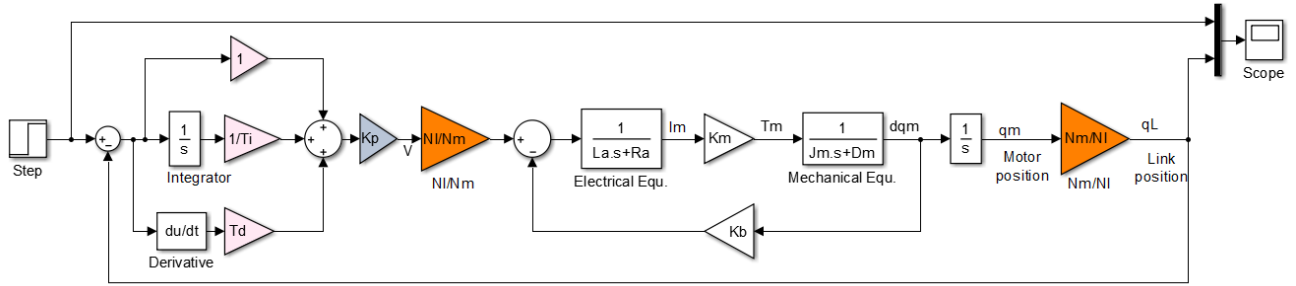 Step
+
−
1
1
s
Integrator
1/Ti
du/dt
Derivative
Td
+
+
+
Kp
V
Nl/Nm
Nl/Nm
+
−
1
La.s+Ra
Electrical Equ.
Im
Km
Tm
1
Jm.s+Dm
Mechanical Equ.
dqm
Kb
1
s
qm
Motor
position
Nm/Nl
Nm/Nl
qL
Link
position
Scope